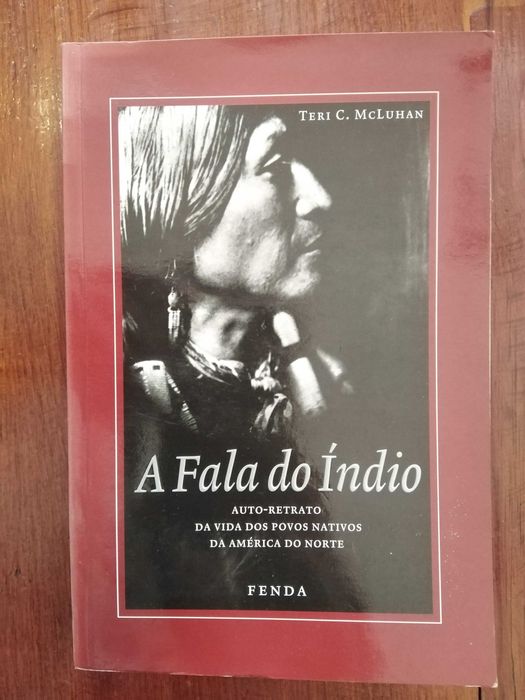 TERI C. MCLUHAN
A Fala do Índio
AUTO-RETRATO
DA VIDA DOS POVOS NATIVOS
DA AMÉRICA DO NORTE
FENDA